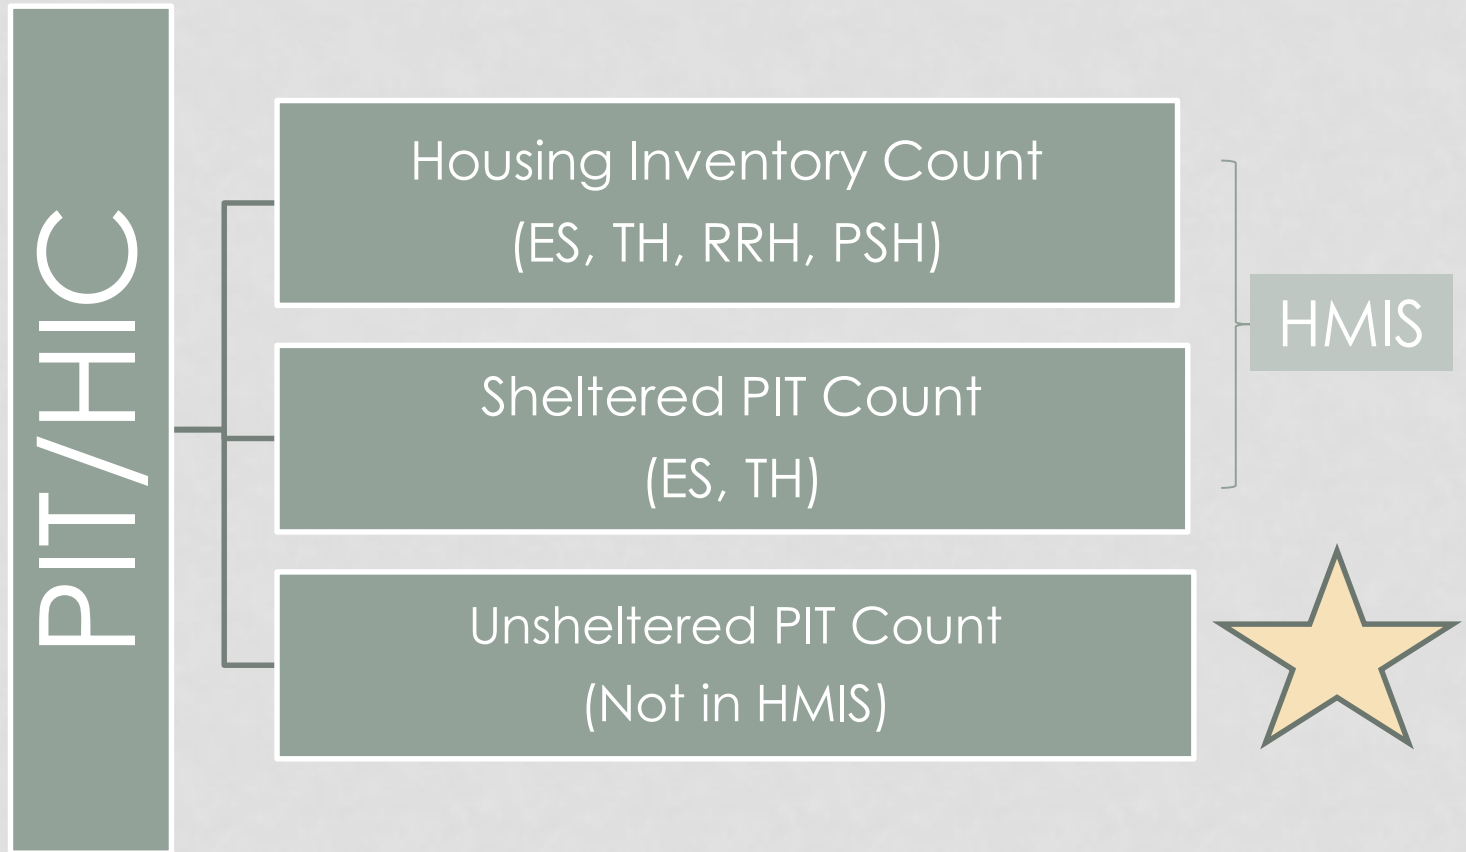 PIT/HIC
Housing Inventory Count
(ES, TH, RRH, PSH)
Sheltered PIT Count
(ES, TH)
Unsheltered PIT Count
(Not in HMIS)
HMIS